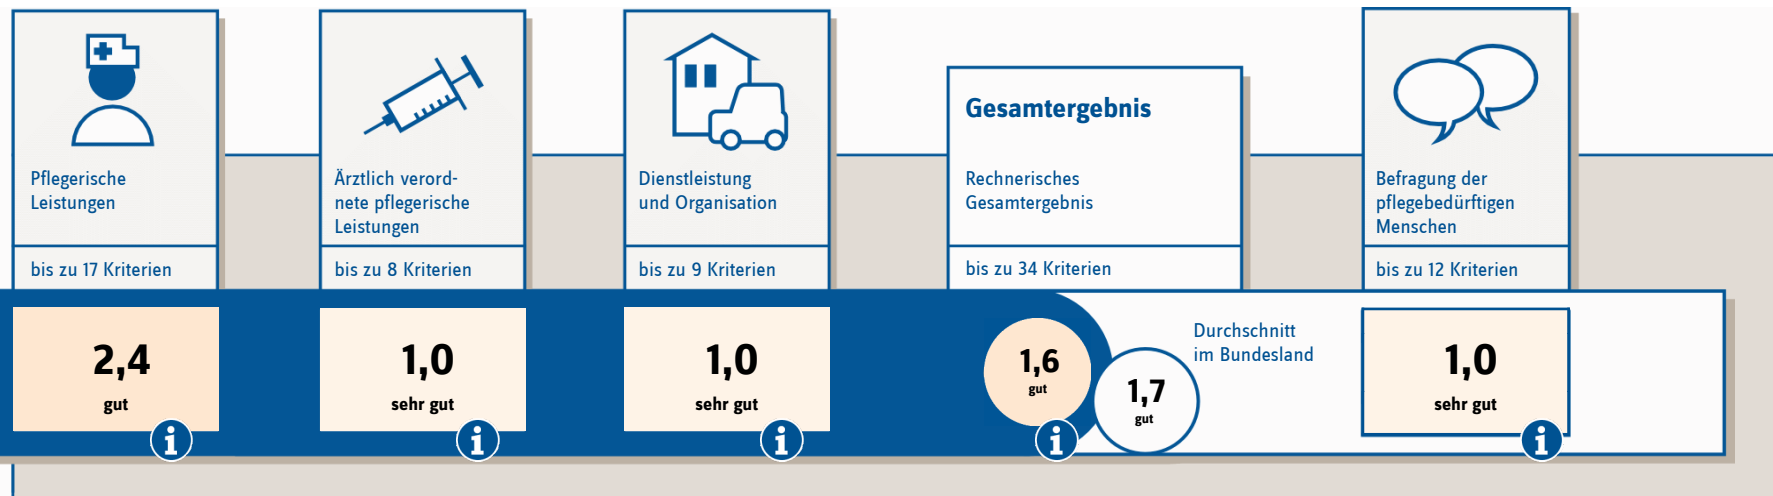 Pflegerische
Leistungen
bis zu 17 Kriterien
2,4
gut
i
Ärztlich verord-
nete pflegerische
Leistungen
bis zu 8 Kriterien
1,0
sehr gut
i
Dienstleistung
und Organisation
bis zu 9 Kriterien
1,0
sehr gut
i
Gesamtergebnis
Rechnerisches
Gesamtergebnis
bis zu 34 Kriterien
1,6
gut
i
1,7
gut
Durchschnitt
im Bundesland
Befragung der
pflegebedürftigen
Menschen
bis zu 12 Kriterien
1,0
sehr gut
i